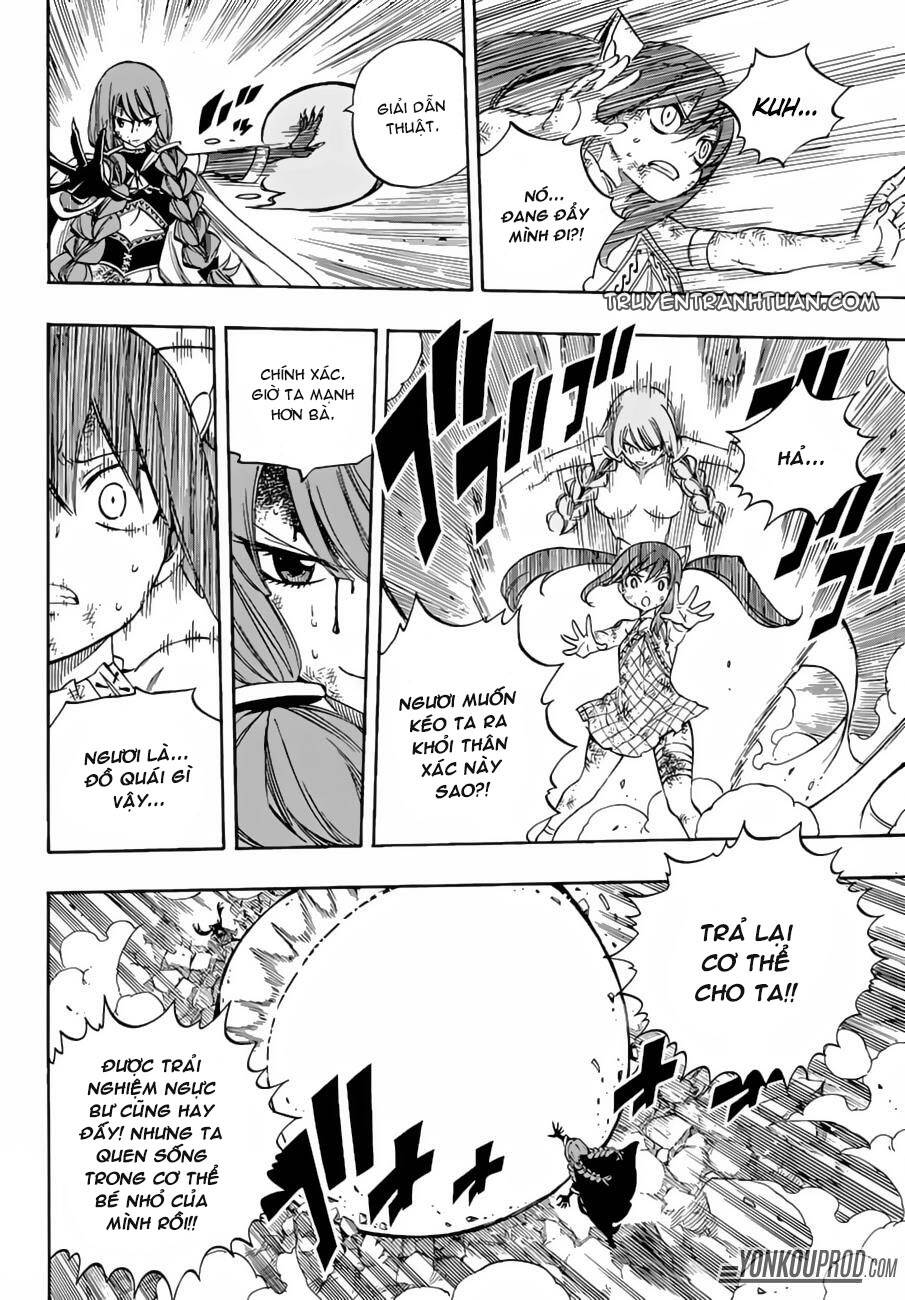 GIẢI DẪN
THUẬT.
KUH...
NÓ...
ĐANG ĐẨY
MÌNH ĐI?!
TRUYENTRANHTUAN.COM
CHÍNH XÁC.
GIỜ TA MẠNH
HƠN BÀ.
HẢ...
NGƯƠI MUỐN
KÉO TA RA
KHỎI THÂN
XÁC NÀY
SAO?!
NGƯƠI LÀ...
ĐỒ QUÁI GÌ
VẬY...
TRẢ LẠI
CƠ THỂ
CHO TA!!
ĐƯỢC TRẢI
NGHIỆM NGỰC
BỰ CŨNG HAY
ĐẤY! NHƯNG TA
QUEN SỐNG
TRONG CƠ THỂ
BÉ NHỎ CỦA
MÌNH RỒI!!
YONKOUPROD.COM